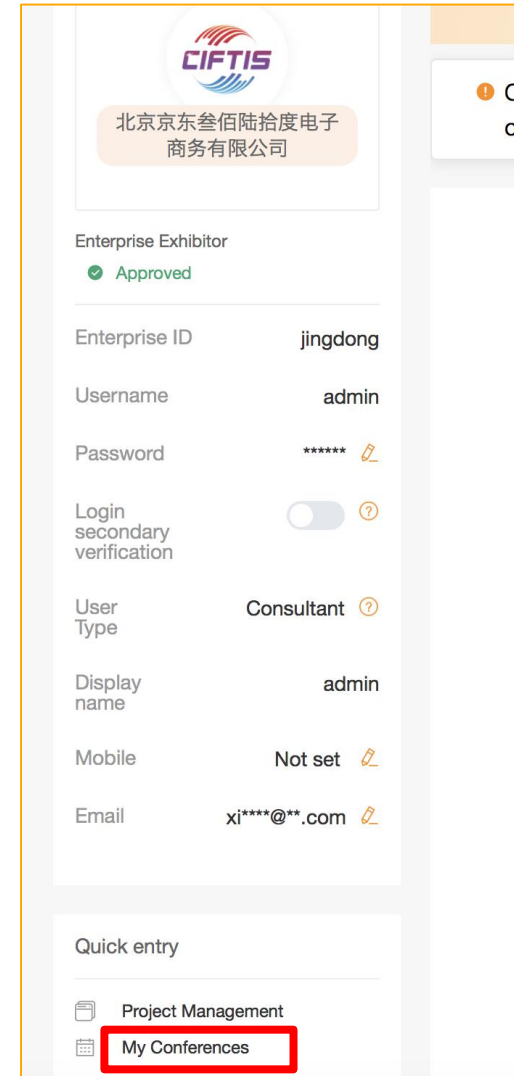 CIFTIS
北京京东叁佰陆拾度电子
商务有限公司
Enterprise Exhibitor
Approved
Enterprise ID jingdong
Username admin
Password ******
Login
secondary
verification
User
Type Consultant
Display
name admin
Mobile Not set
Email xi****@**.com
Quick entry
Project Management
My Conferences